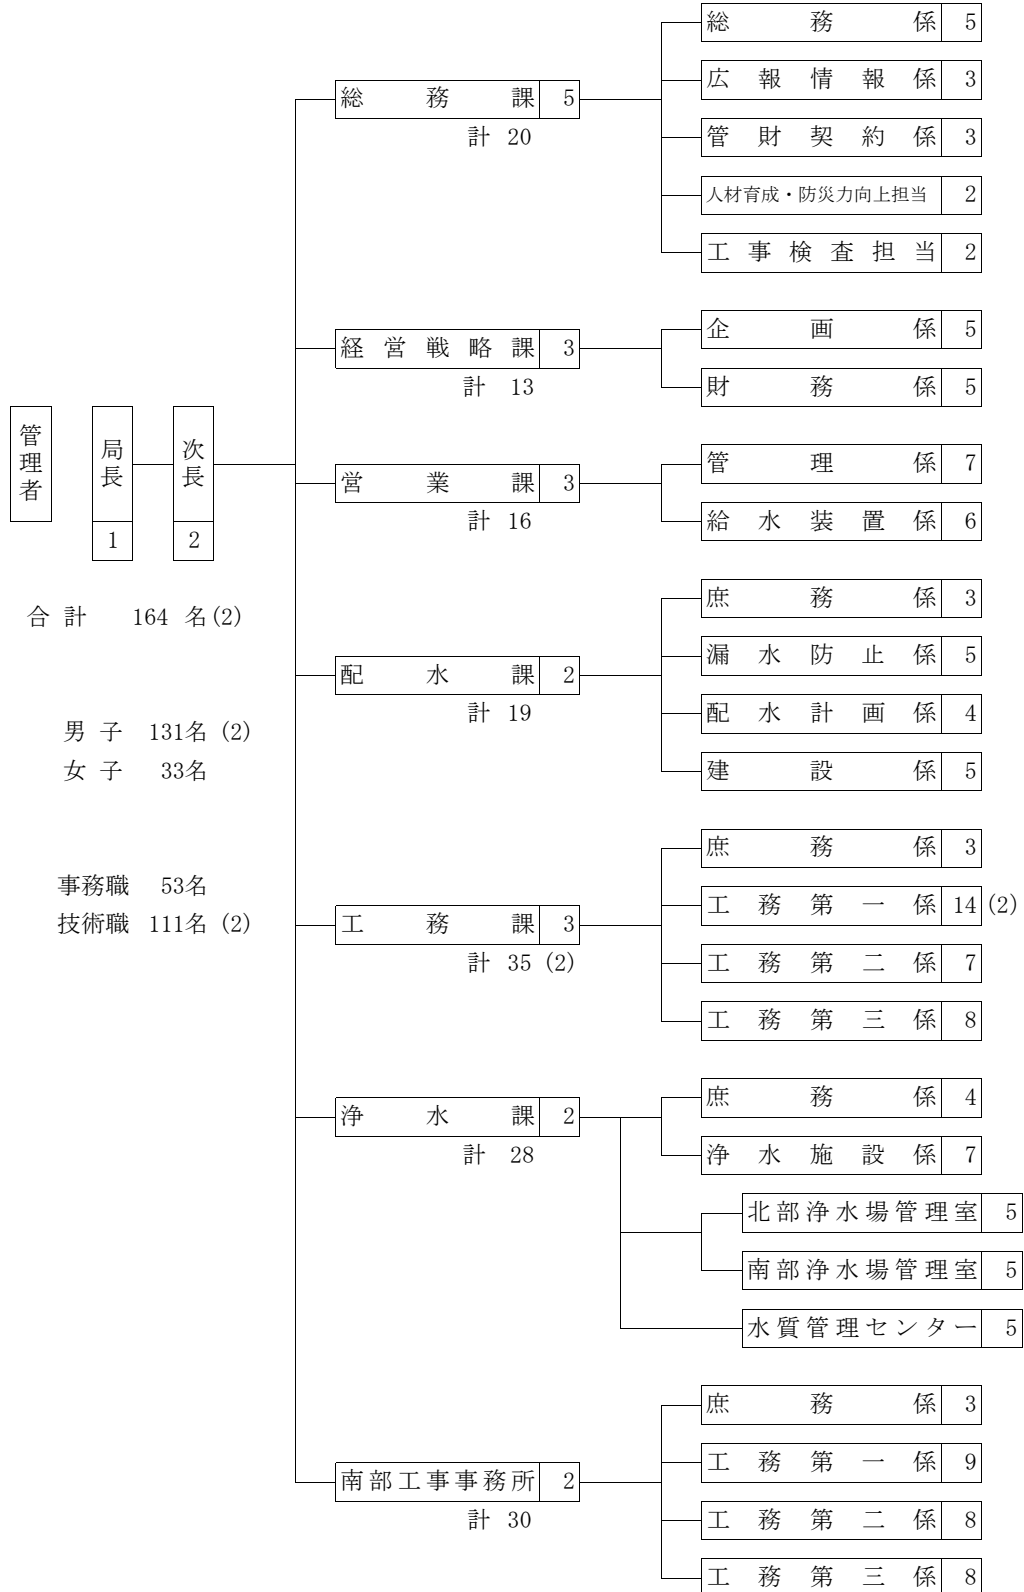 管理者
局長 1
次長 2
合計 164 名(2)
男子 131名 (2)
女子 33名
事務職 53名
技術職 111名 (2)
総務課 5
計 20
総務係 5
広報情報係 3
管財契約係 3
人材育成・防災力向上担当 2
工事検査担当 2
経営戦略課 3
計 13
企画係 5
財務係 5
営業課 3
計 16
管理係 7
給水装置係 6
配水課 2
計 19
庶務係 3
漏水防止係 5
配水計画係 4
建設係 5
工務課 3
計 35 (2)
庶務係 3
工務第一係 14 (2)
工務第二係 7
工務第三係 8
浄水課 2
計 28
庶務係 4
浄水施設係 7
北部浄水場管理室 5
南部浄水場管理室 5
水質管理センター 5
南部工事事務所 2
計 30
庶務係 3
工務第一係 9
工務第二係 8
工務第三係 8